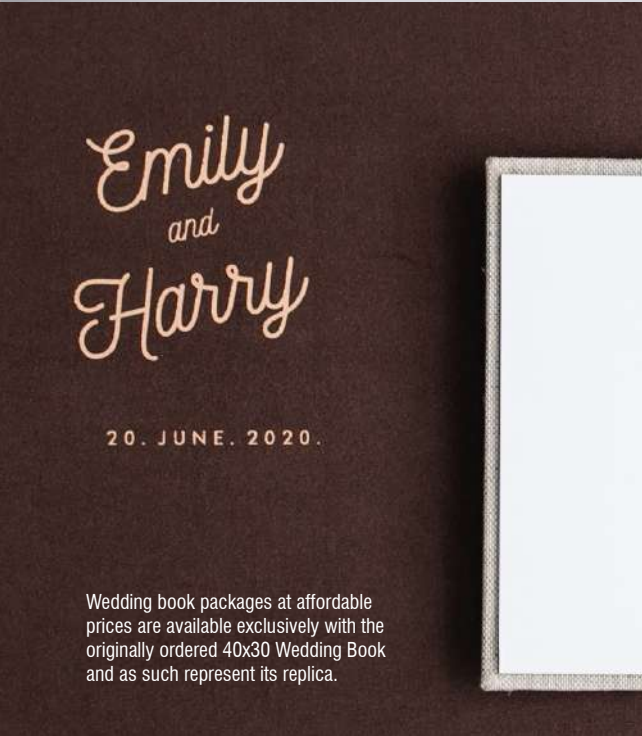 Emily
and
Harry
20. JUNE. 2020.
Wedding book packages at affordable
prices are available exclusively with the
originally ordered 40x30 Wedding Book
and as such represent its replica.